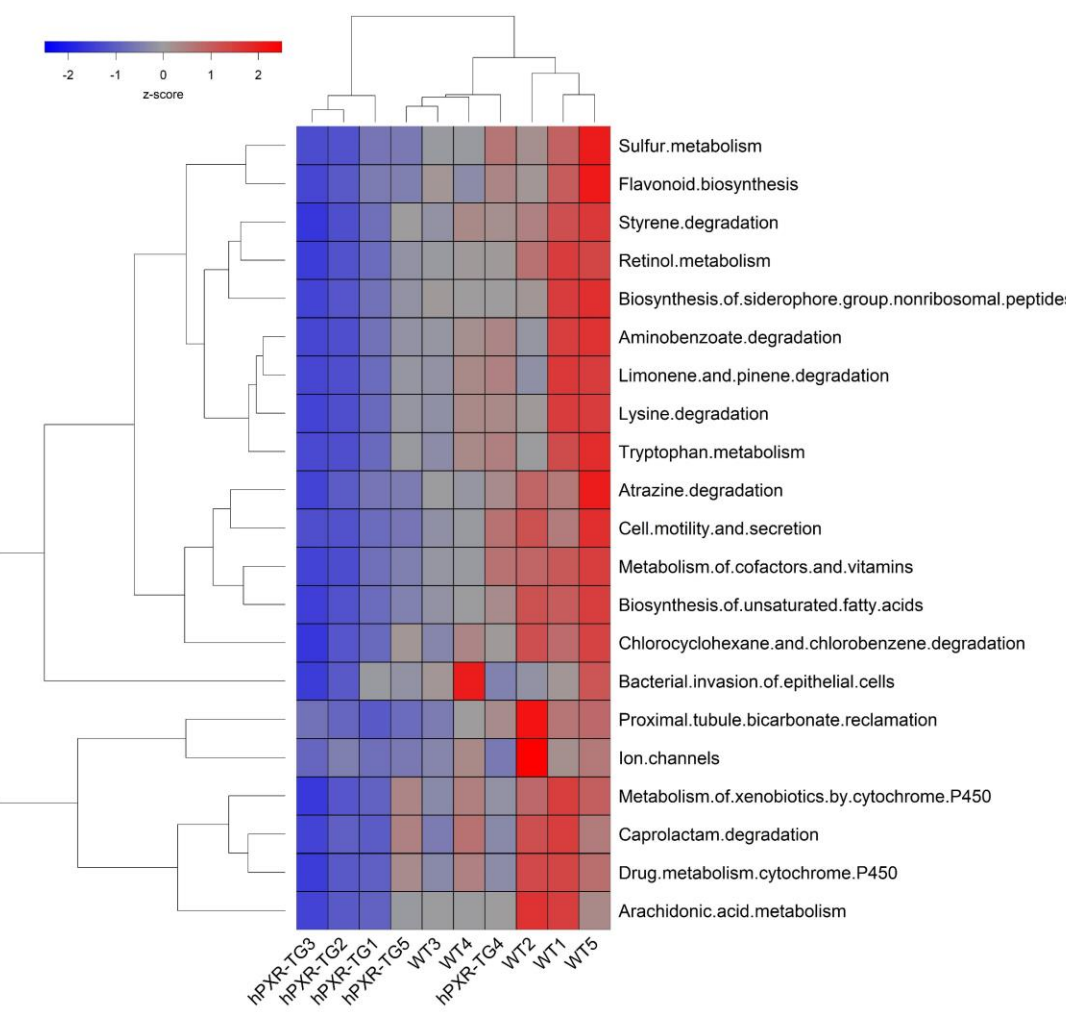 -2 -1 0 1 2
z-score
Sulfur.metabolism
Flavonoid.biosynthesis
Styrene.degradation
Retinol.metabolism
Biosynthesis.of.siderophore.group.nonribosomal.peptides
Aminobenzoate.degradation
Limonene.and.pinene.degradation
Lysine.degradation
Tryptophan.metabolism
Atrazine.degradation
Cell.motility.and.secretion
Metabolism.of.cofactors.and.vitamins
Biosynthesis.of.unsaturated.fatty.acids
Chlorocyclohexane.and.chlorobenzene.degradation
Bacterial.invasion.of.epithelial.cells
Proximal.tubule.bicarbonate.reclamation
Ion.channels
Metabolism.of.xenobiotics.by.cytochrome.P450
Caprolactam.degradation
Drug.metabolism.cytochrome.P450
Arachidonic.acid.metabolism
hPXR-TG3
hPXR-TG2
hPXR-TG1
hPXR-TG5
WT3
WT4
hPXR-TG4
WT2
WT1
WT5